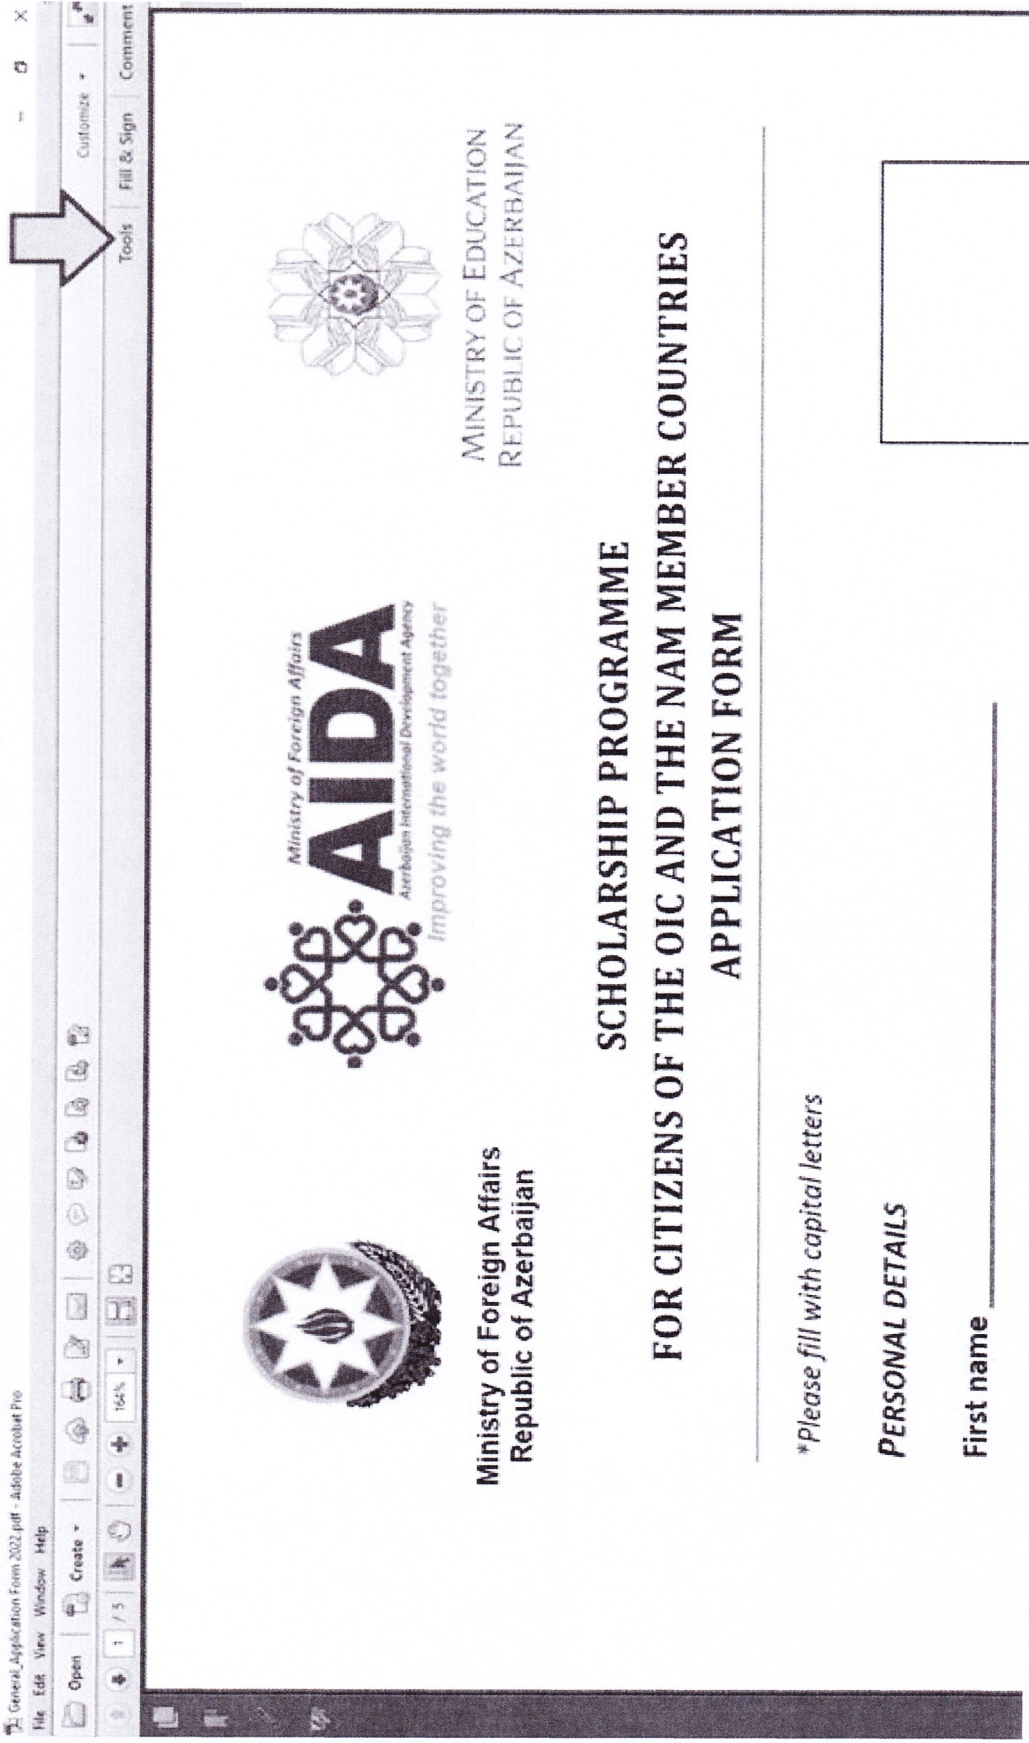 General_Application Form 2022.pdf - Adobe Acrobat Pro
File Edit View Window Help
Open Create Customize
1 / 5 164% Tools Fill & Sign Comment
Ministry of Foreign Affairs
Republic of Azerbaijan
Ministry of Foreign Affairs
AIDA
Azerbaijan International Development Agency
Improving the world together
MINISTRY OF EDUCATION
REPUBLIC OF AZERBAIJAN
SCHOLARSHIP PROGRAMME
FOR CITIZENS OF THE OIC AND THE NAM MEMBER COUNTRIES
APPLICATION FORM
*Please fill with capital letters
PERSONAL DETAILS
First name